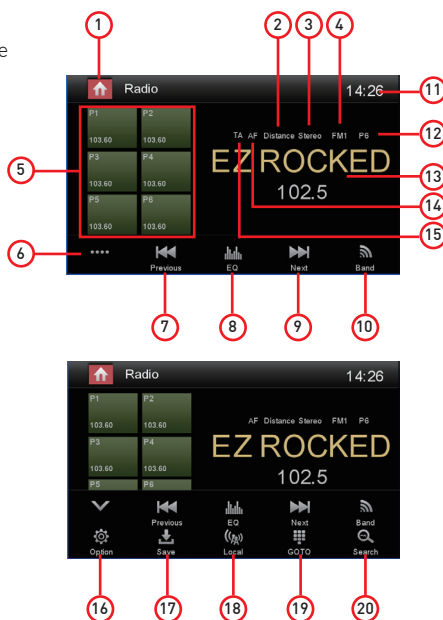 e
1
2
3
4
Radio
14:26
11
P1
P2
103.60
103.60
TA AF Distance Stereo FM1 P6
12
EZ ROCKED
5
P3
P4
13
103.60
103.60
102.5
P5
P6
14
103.60
103.60
15
6
....
Previous
EQ
Next
Band
7
8
9
10
Radio
14:26
P1
P2
103.60
103.60
AF Distance Stereo FM1 P6
EZ ROCKED
P3
P4
103.60
103.60
102.5
P5
P6
Previous
EQ
Next
Band
Option
Save
Local
GOTO
Search
16
17
18
19
20